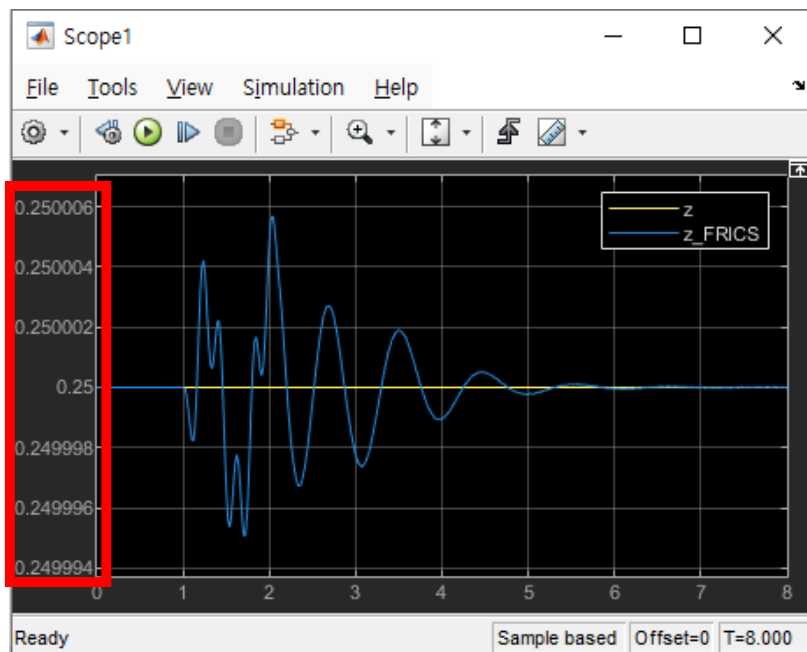 Scope1
File Tools View Simulation Help
0.250006
0.250004
0.250002
0.25
0.249998
0.249996
0.249994
z
z_FRICS
0 1 2 3 4 5 6 7 8
Ready Sample based Offset=0 T=8.000